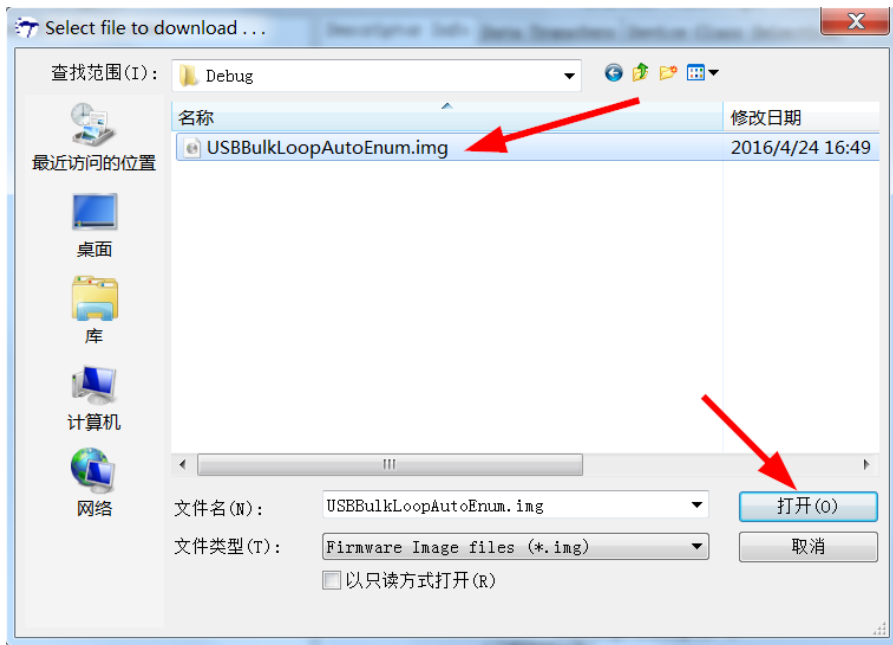 Select file to download ...
查找范围(I):
Debug
最近访问的位置
桌面
库
计算机
网络
名称
修改日期
USBBulkLoopAutoEnum.img
2016/4/24 16:49
文件名(N):
USBBulkLoopAutoEnum.img
打开(O)
文件类型(T):
Firmware Image files (*.img)
取消
以只读方式打开(R)